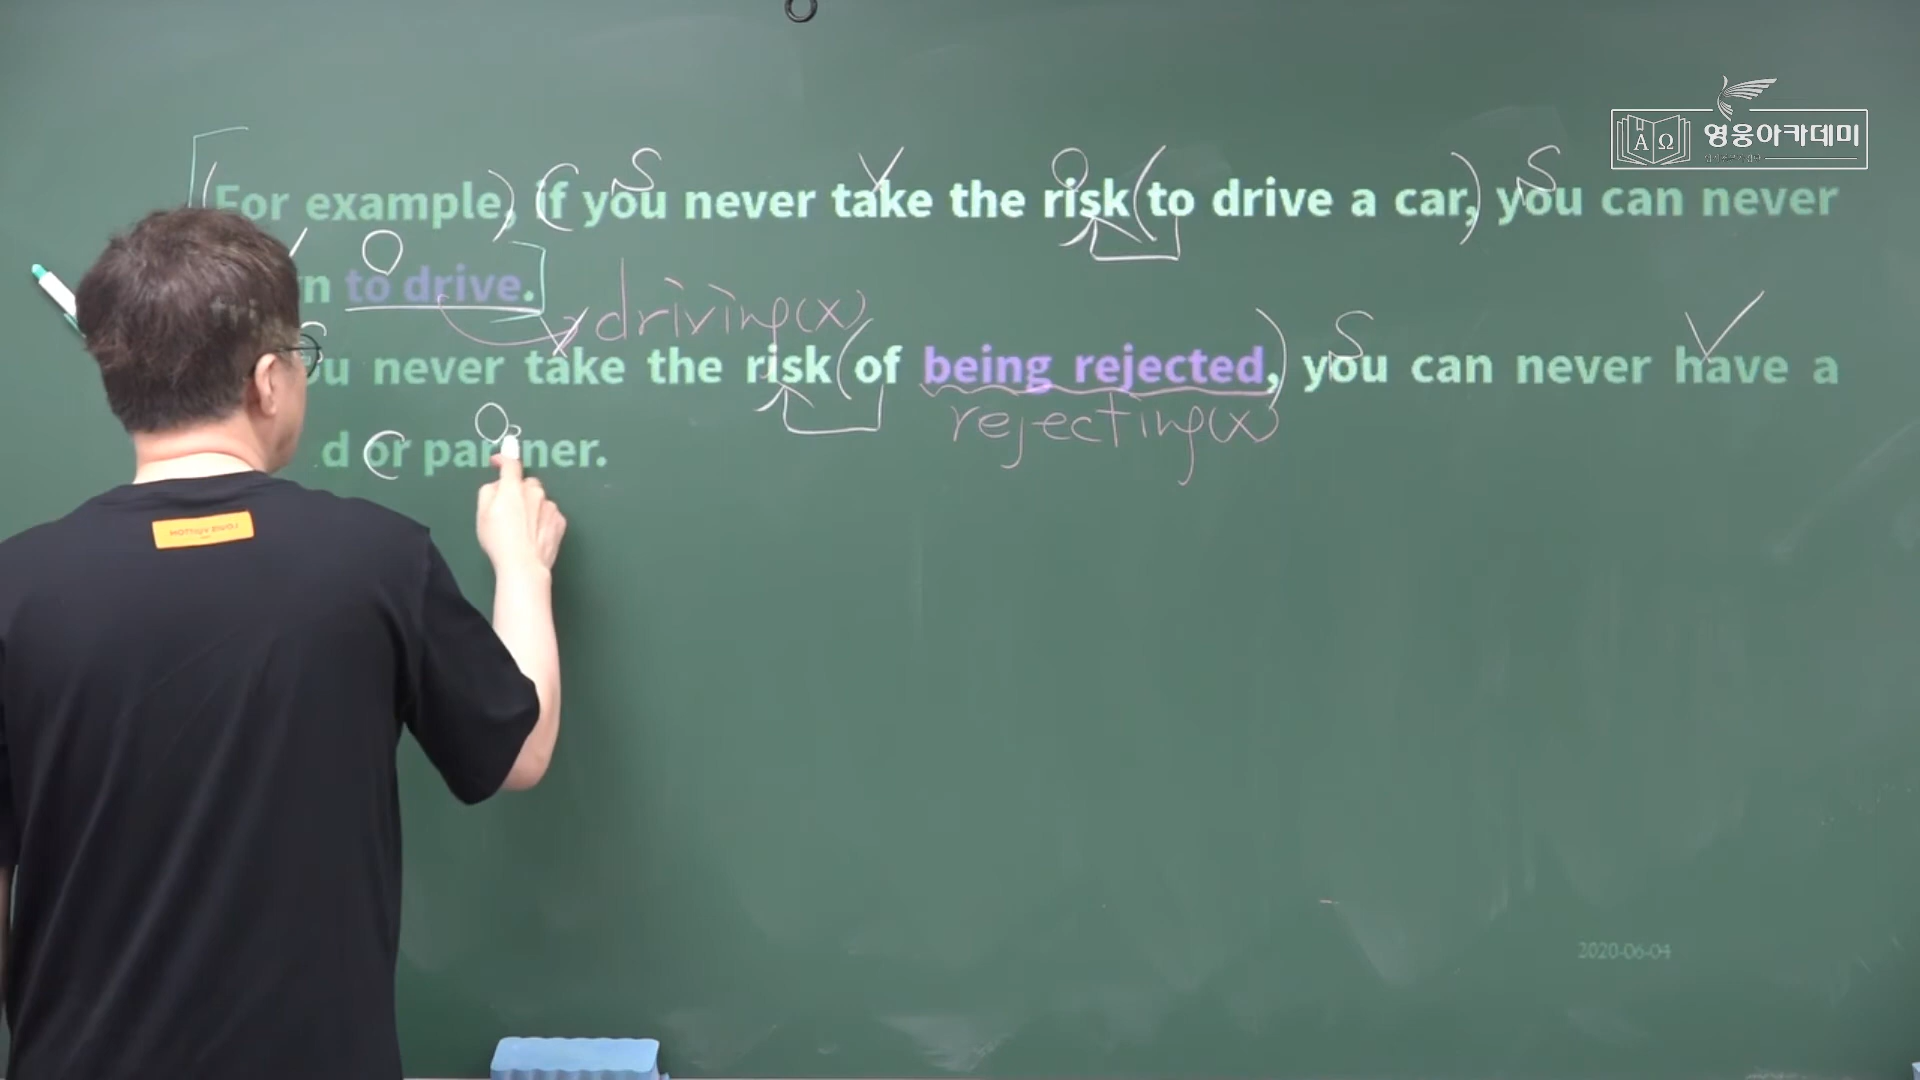 영웅아카데미
S V O S
For example, if you never take the risk to drive a car, you can never
O
to drive. driving(x)
S V
you never take the risk of being rejected, you can never have a
rejecting(x)
O
or partner.
2020-06-04